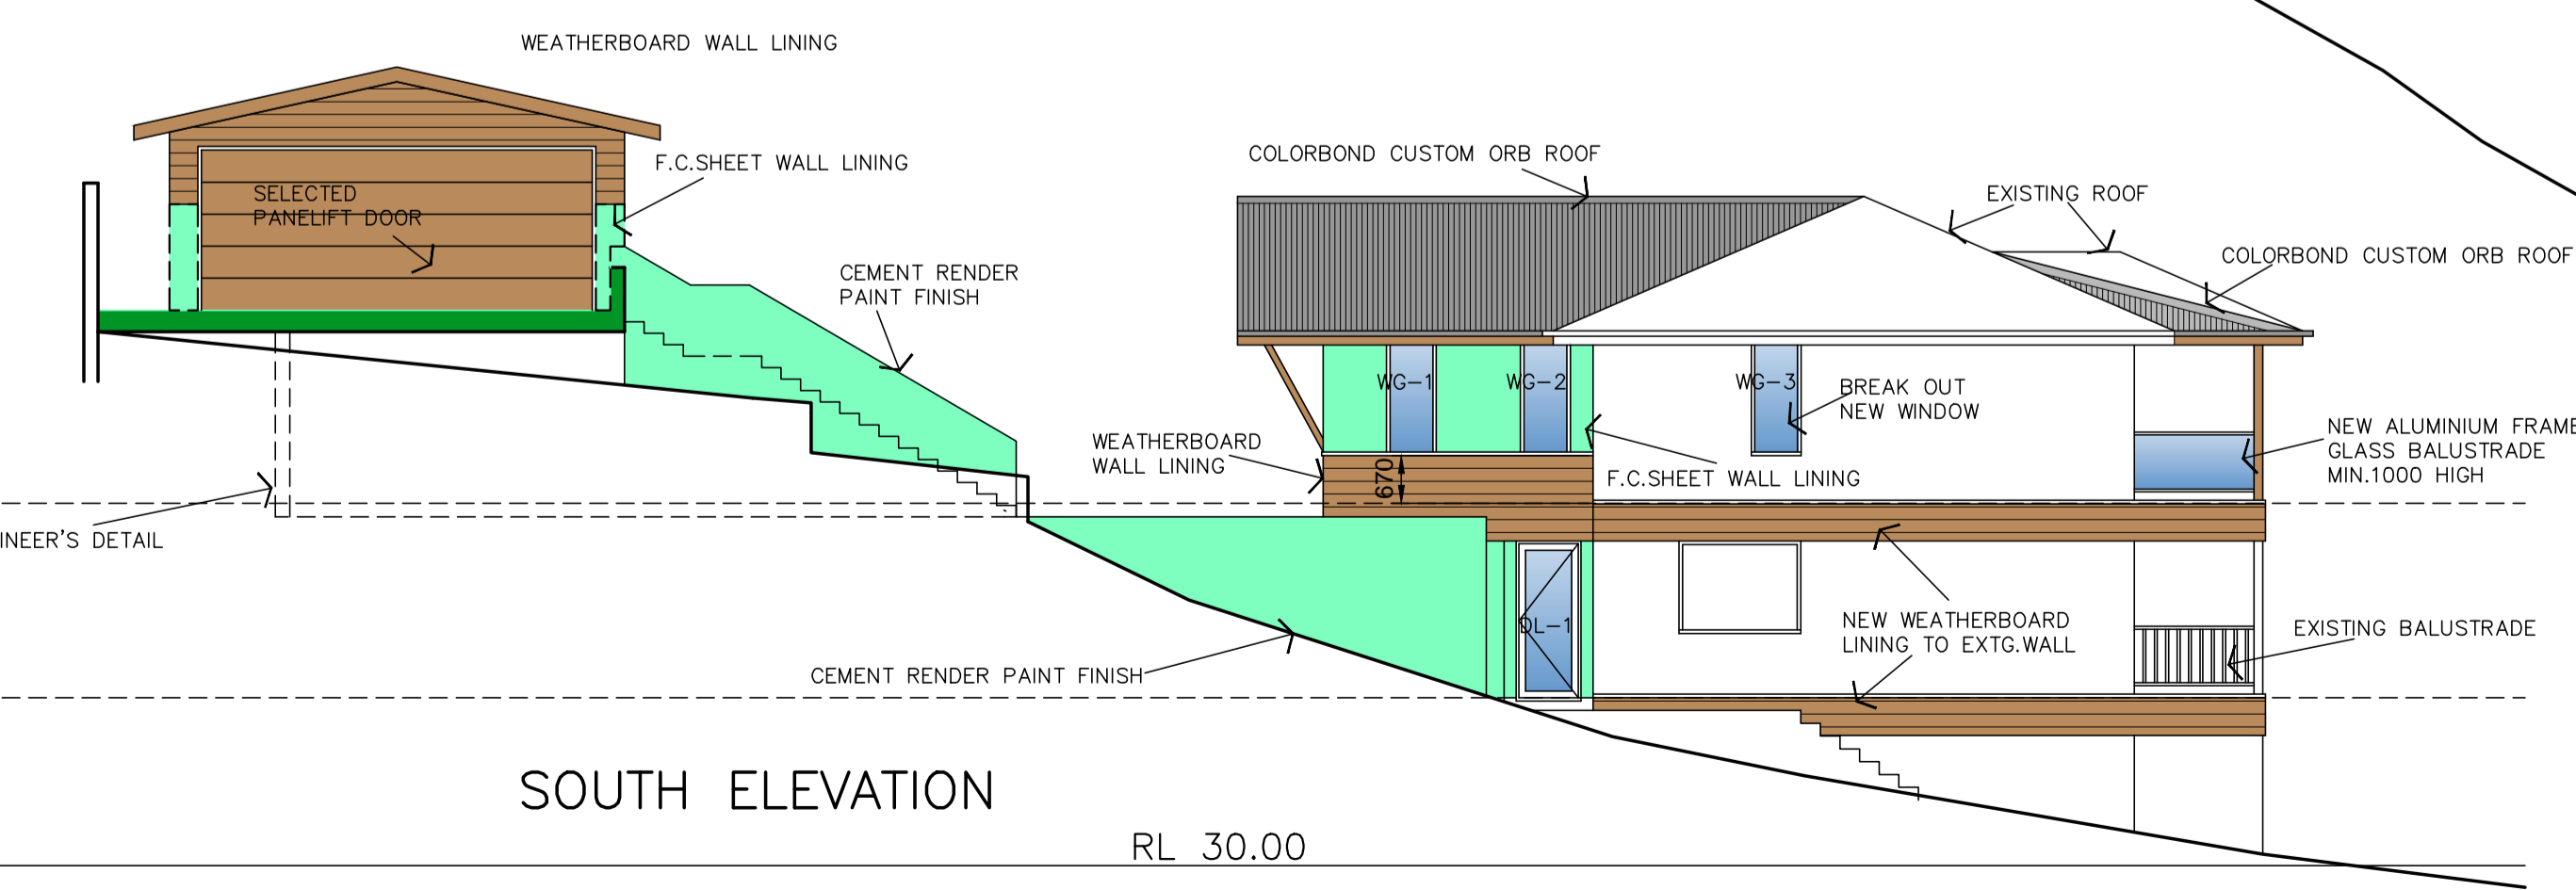 WEATHERBOARD WALL LINING
F.C.SHEET WALL LINING
SELECTED
PANELIFT DOOR
CEMENT RENDER
PAINT FINISH
COLORBOND CUSTOM ORB ROOF
EXISTING ROOF
COLORBOND CUSTOM ORB ROOF
WG-1
WG-2
WG-3
BREAK OUT
NEW WINDOW
WEATHERBOARD
WALL LINING
670
F.C.SHEET WALL LINING
NEW ALUMINIUM FRAME
GLASS BALUSTRADE
MIN.1000 HIGH
INEER'S DETAIL
DL-1
NEW WEATHERBOARD
LINING TO EXTG.WALL
EXISTING BALUSTRADE
CEMENT RENDER PAINT FINISH
SOUTH ELEVATION
RL 30.00